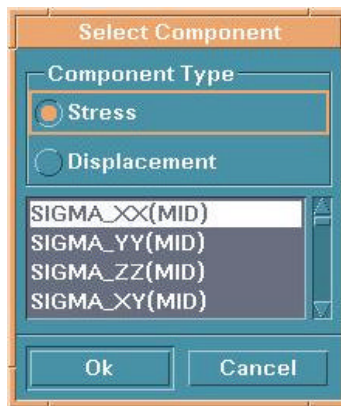 Select Component
Component Type
Stress
Displacement
SIGMA_XX(MID)
SIGMA_YY(MID)
SIGMA_ZZ(MID)
SIGMA_XY(MID)
Ok Cancel